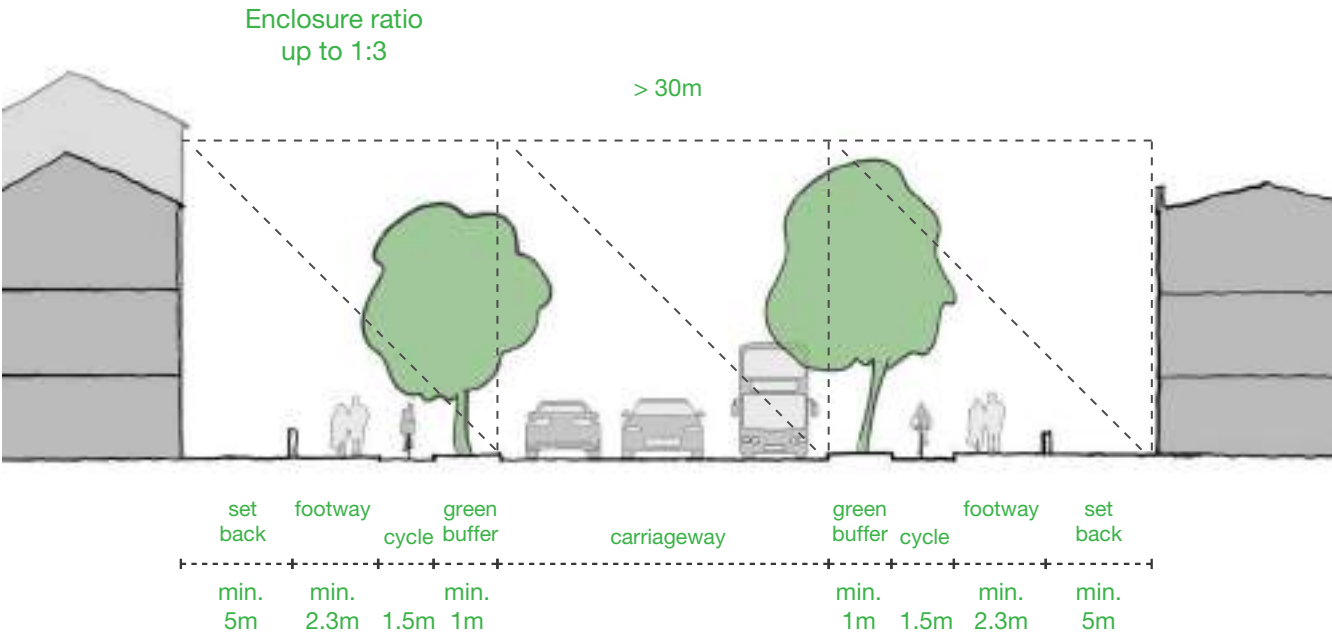 Enclosure ratio
up to 1:3
> 30m
set
back
footway
cycle
green
buffer
carriageway
green
buffer
cycle
footway
set
back
min.
5m
min.
2.3m
1.5m
min.
1m
min.
1m
1.5m
min.
2.3m
min.
5m